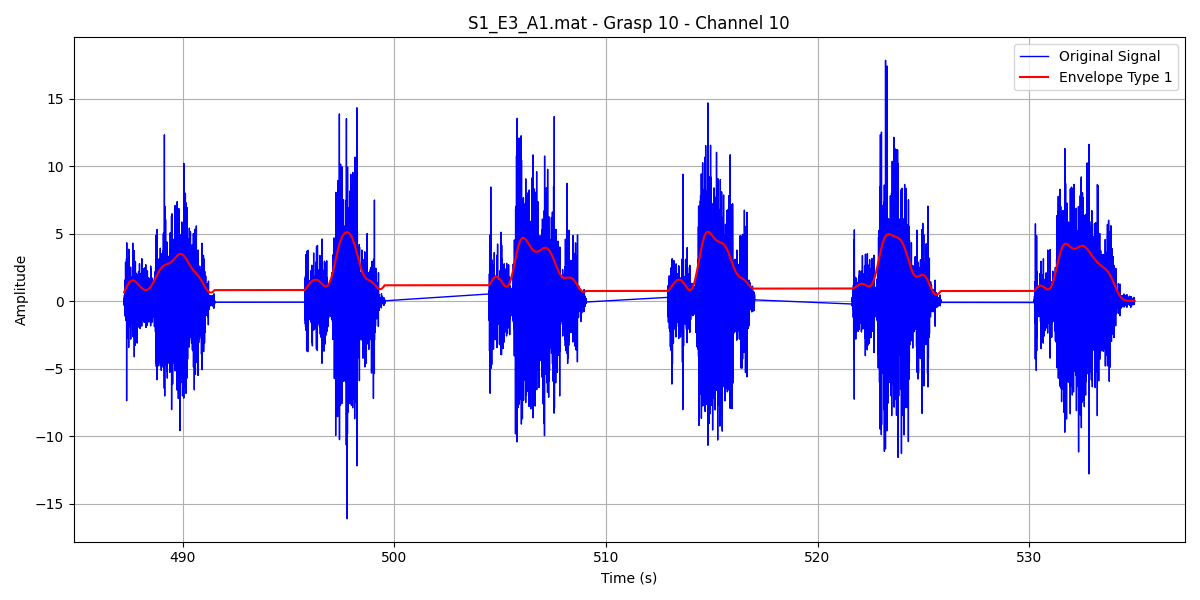 S1_E3_A1.mat - Grasp 10 - Channel 10
Original Signal
Envelope Type 1
Amplitude
15
10
5
0
−5
−10
−15
490
500
510
520
530
Time (s)